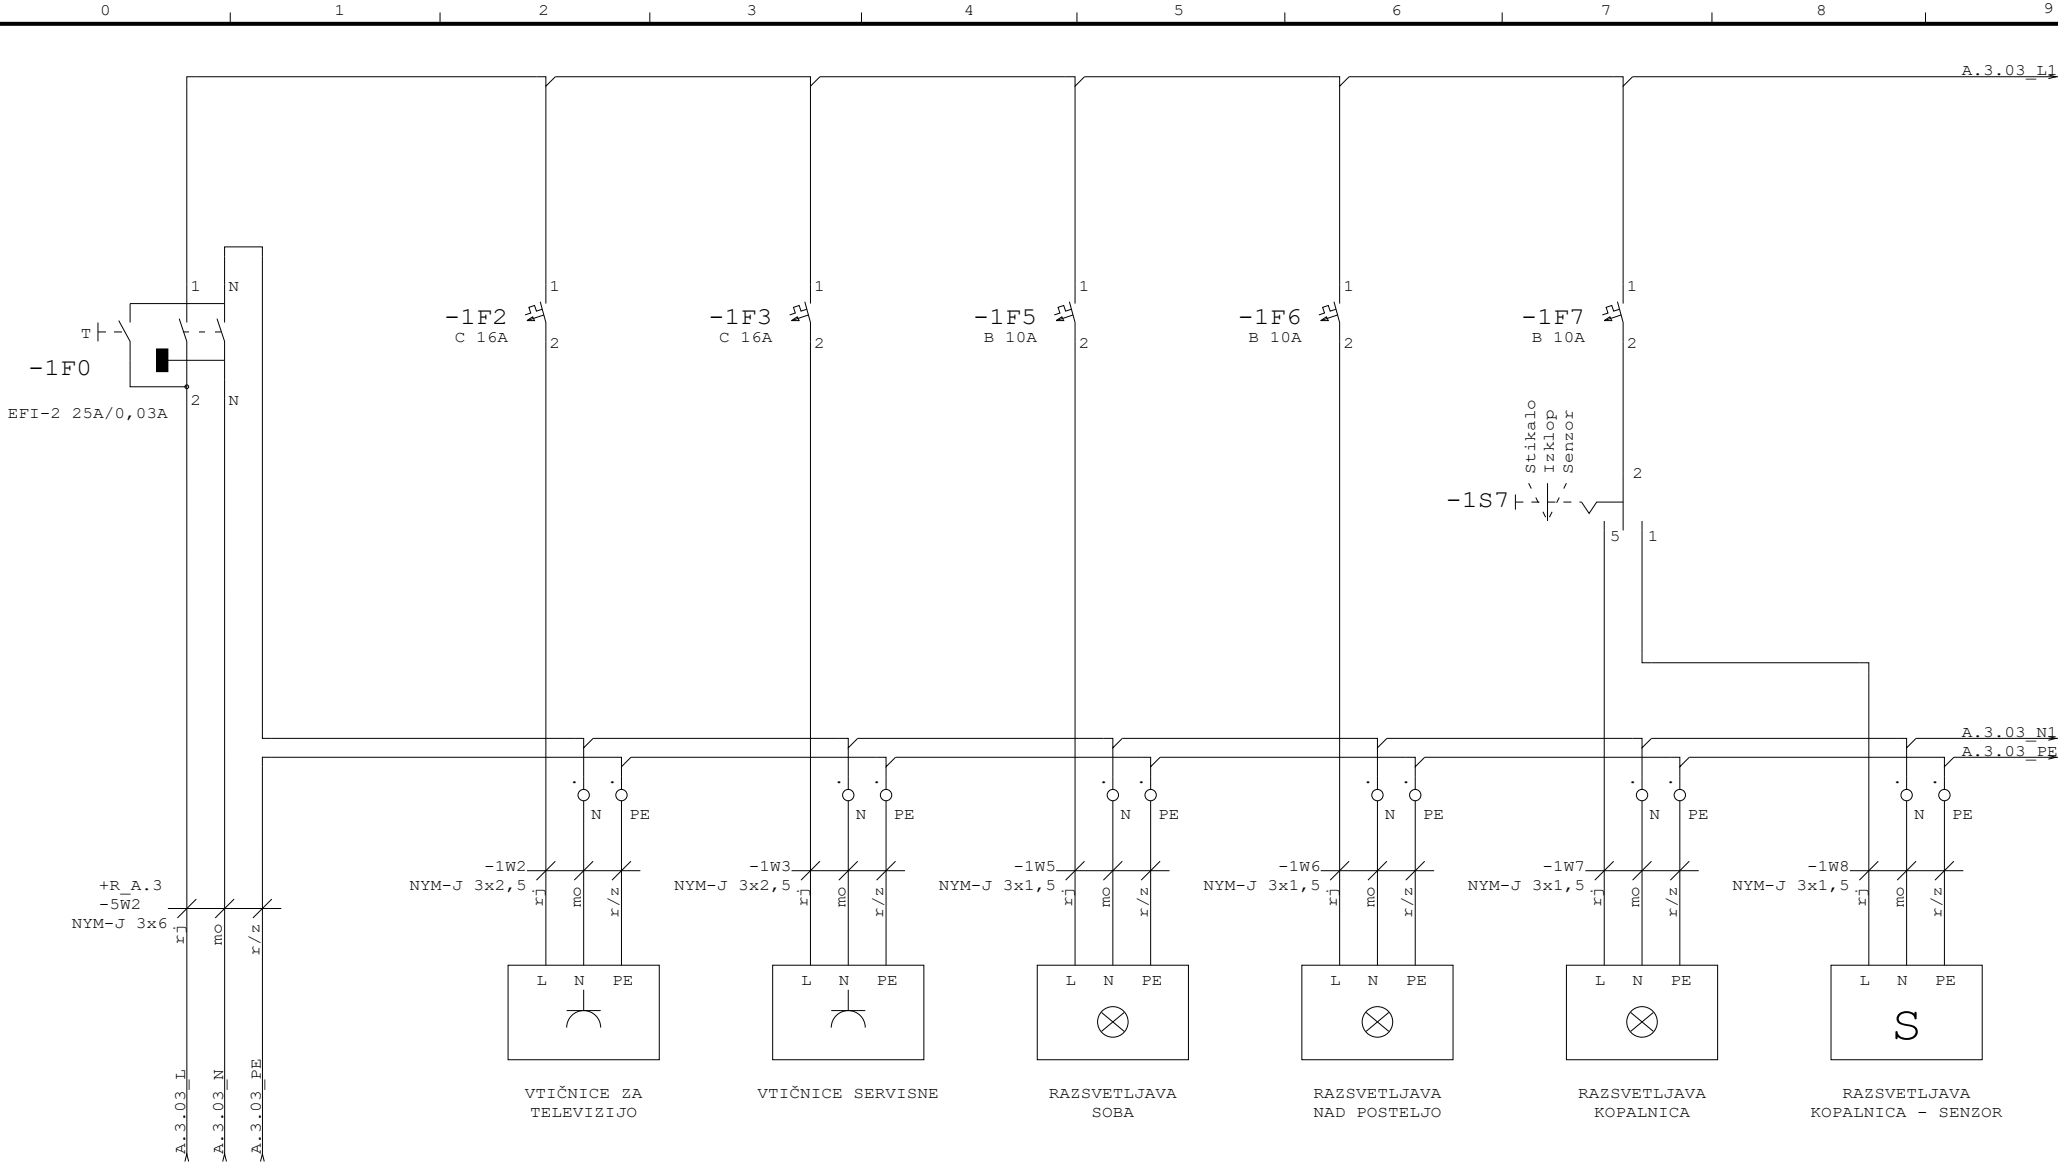 0 1 2 3 4 5 6 7 8 9
A.3.03_L1
1 N 1 1 1 1 1
T
-1F0
EFI-2 25A/0,03A
2 N
-1F2
C 16A
2
-1F3
C 16A
2
-1F5
B 10A
2
-1F6
B 10A
2
-1F7
B 10A
2
Stikalo
Izklop
Senzor
2
-1S7
5 1
A.3.03_N1
A.3.03_PE
N PE N PE N PE N PE N PE N PE
+R_A.3
-5W2
NYM-J 3x6
rj mo r/z
-1W2
NYM-J 3x2,5
rj mo r/z
-1W3
NYM-J 3x2,5
rj mo r/z
-1W5
NYM-J 3x1,5
rj mo r/z
-1W6
NYM-J 3x1,5
rj mo r/z
-1W7
NYM-J 3x1,5
rj mo r/z
-1W8
NYM-J 3x1,5
rj mo r/z
L N PE L N PE L N PE L N PE L N PE L N PE
S
A.3.03_L
A.3.03_N
A.3.03_PE
VTIČNICE ZA
TELEVIZIJO
VTIČNICE SERVISNE
RAZSVETLJAVA
SOBA
RAZSVETLJAVA
NAD POSTELJO
RAZSVETLJAVA
KOPALNICA
RAZSVETLJAVA
KOPALNICA - SENZOR